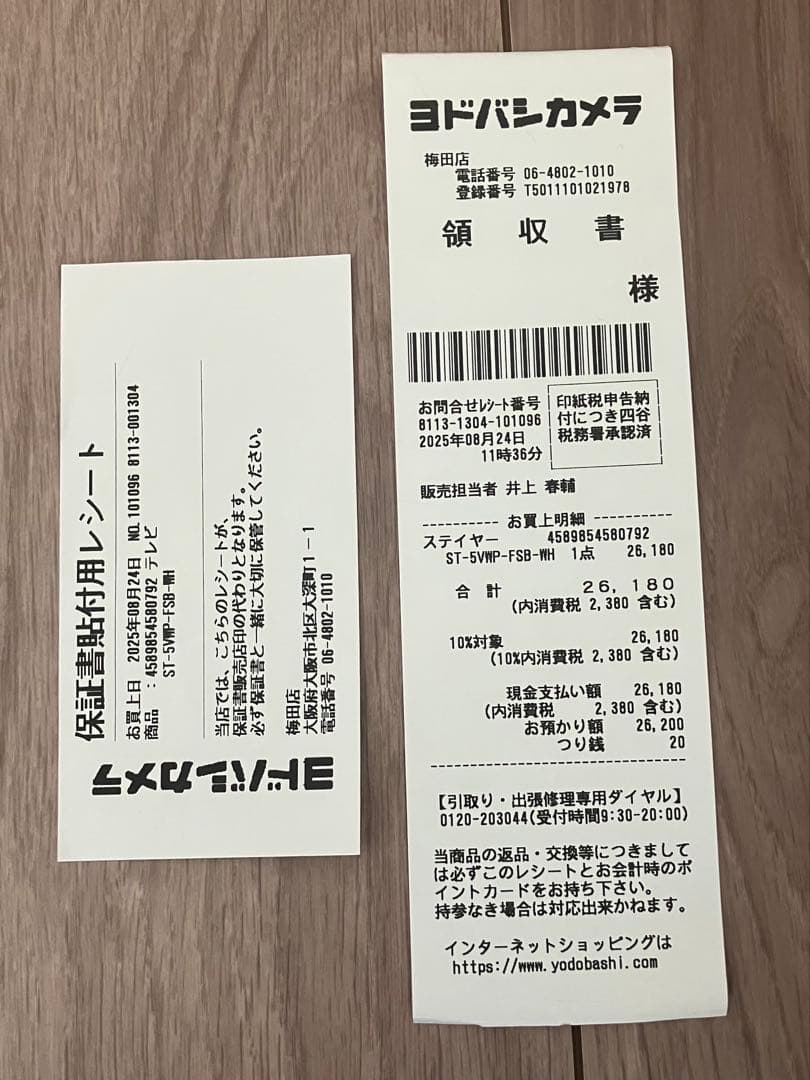 保証書貼付用レシート
お買上日 2025年08月24日 NO.101096 8113-001304
商品 :4589854580792 テレビ
ST-5VWP-FSB-WH
当店では、こちらのレシートが、
保証書販売店印の代わりとなります。
必ず保証書と一緒に大切に保管してください。
梅田店
大阪府大阪市北区大深町1-1
電話番号 06-4802-1010
ヨドバシカメラ
ヨドバシカメラ
梅田店
電話番号 06-4802-1010
登録番号 T5011101021978
領 収 書
様
お問合せﾚｼｰﾄ番号
8113-1304-101096
2025年08月24日
11時36分
印紙税申告納
付につき四谷
税務署承認済
販売担当者 井上 春輔
お買上明細
ステイヤー 4589854580792
ST-5VWP-FSB-WH 1点 26,180
合 計 26,180
(内消費税 2,380 含む)
10%対象 26,180
(10%内消費税 2,380 含む)
現金支払い額 26,180
(内消費税 2,380 含む)
お預かり額 26,200
つり銭 20
【引取り・出張修理専用ダイヤル】
0120-203044(受付時間9:30-20:00)
当商品の返品・交換等につきまして
は必ずこのレシートとお会計時のポ
イントカードをお持ち下さい。
持参なき場合は対応出来かねます。
インターネットショッピングは
https://www.yodobashi.com